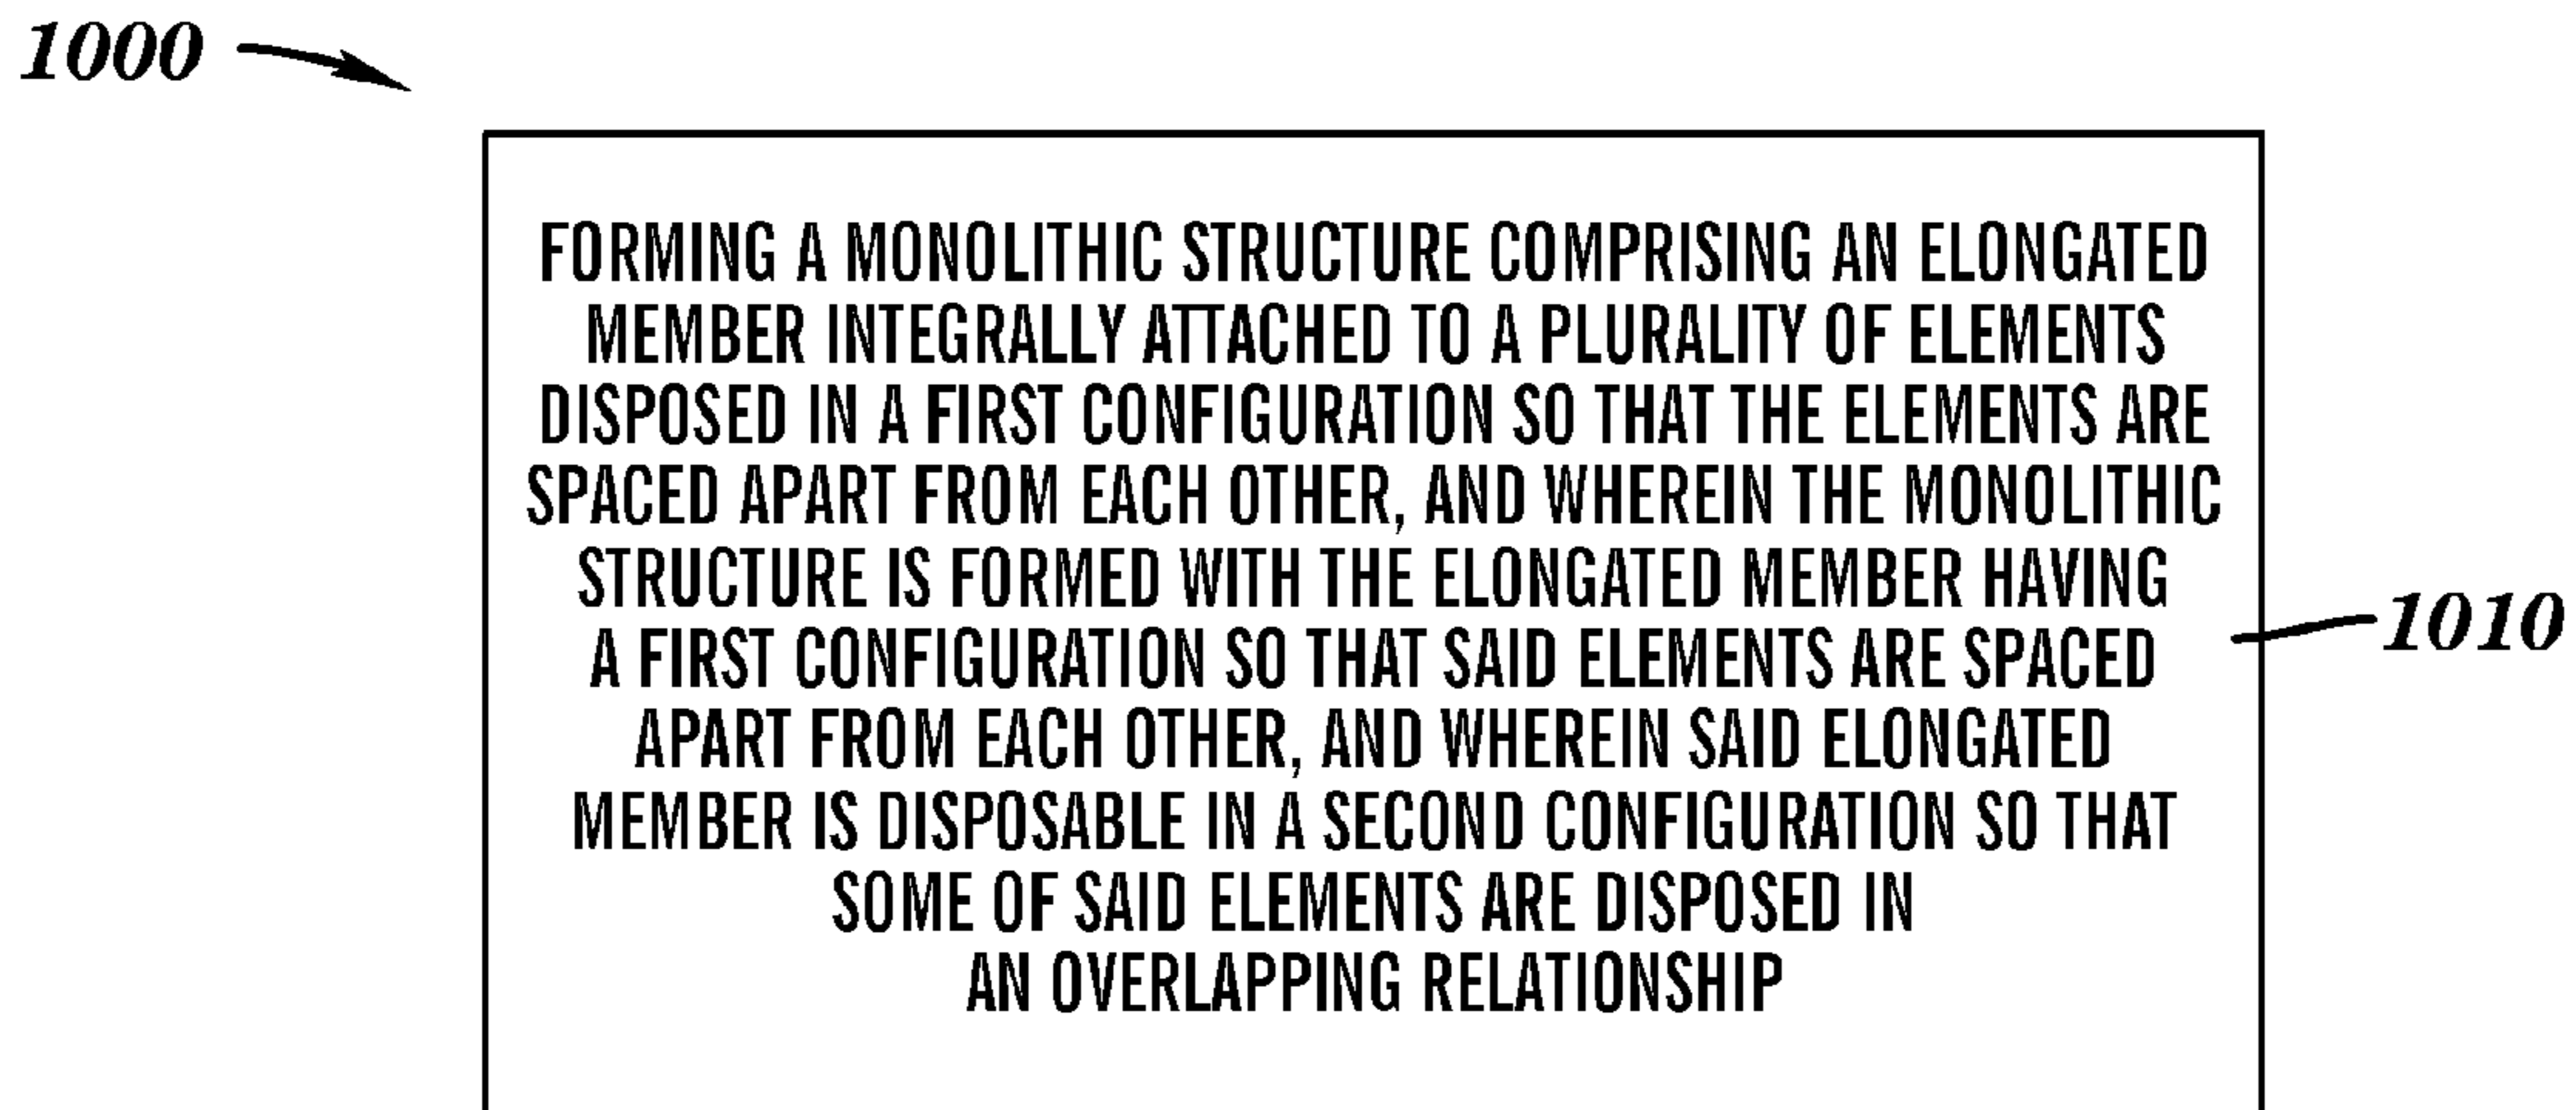 1000
FORMING A MONOLITHIC STRUCTURE COMPRISING AN ELONGATED
MEMBER INTEGRALLY ATTACHED TO A PLURALITY OF ELEMENTS
DISPOSED IN A FIRST CONFIGURATION SO THAT THE ELEMENTS ARE
SPACED APART FROM EACH OTHER, AND WHEREIN THE MONOLITHIC
STRUCTURE IS FORMED WITH THE ELONGATED MEMBER HAVING
A FIRST CONFIGURATION SO THAT SAID ELEMENTS ARE SPACED
APART FROM EACH OTHER, AND WHEREIN SAID ELONGATED
MEMBER IS DISPOSABLE IN A SECOND CONFIGURATION SO THAT
SOME OF SAID ELEMENTS ARE DISPOSED IN
AN OVERLAPPING RELATIONSHIP
1010